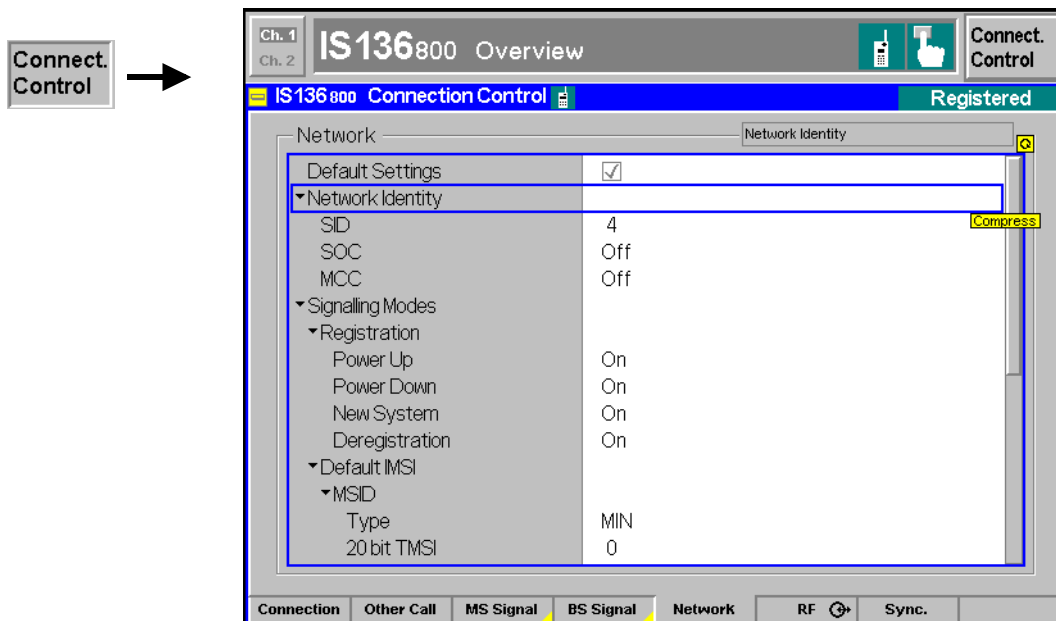 Connect.
Control
Ch. 1
Ch. 2
IS136800 Overview
Connect.
Control
IS136 800 Connection Control
Registered
Network
Network Identity
Default Settings
Network Identity
Compress
SID 4
SOC Off
MCC Off
Signalling Modes
Registration
Power Up On
Power Down On
New System On
Deregistration On
Default IMSI
MSID
Type MIN
20 bit TMSI 0
Connection Other Call MS Signal BS Signal Network RF Sync.